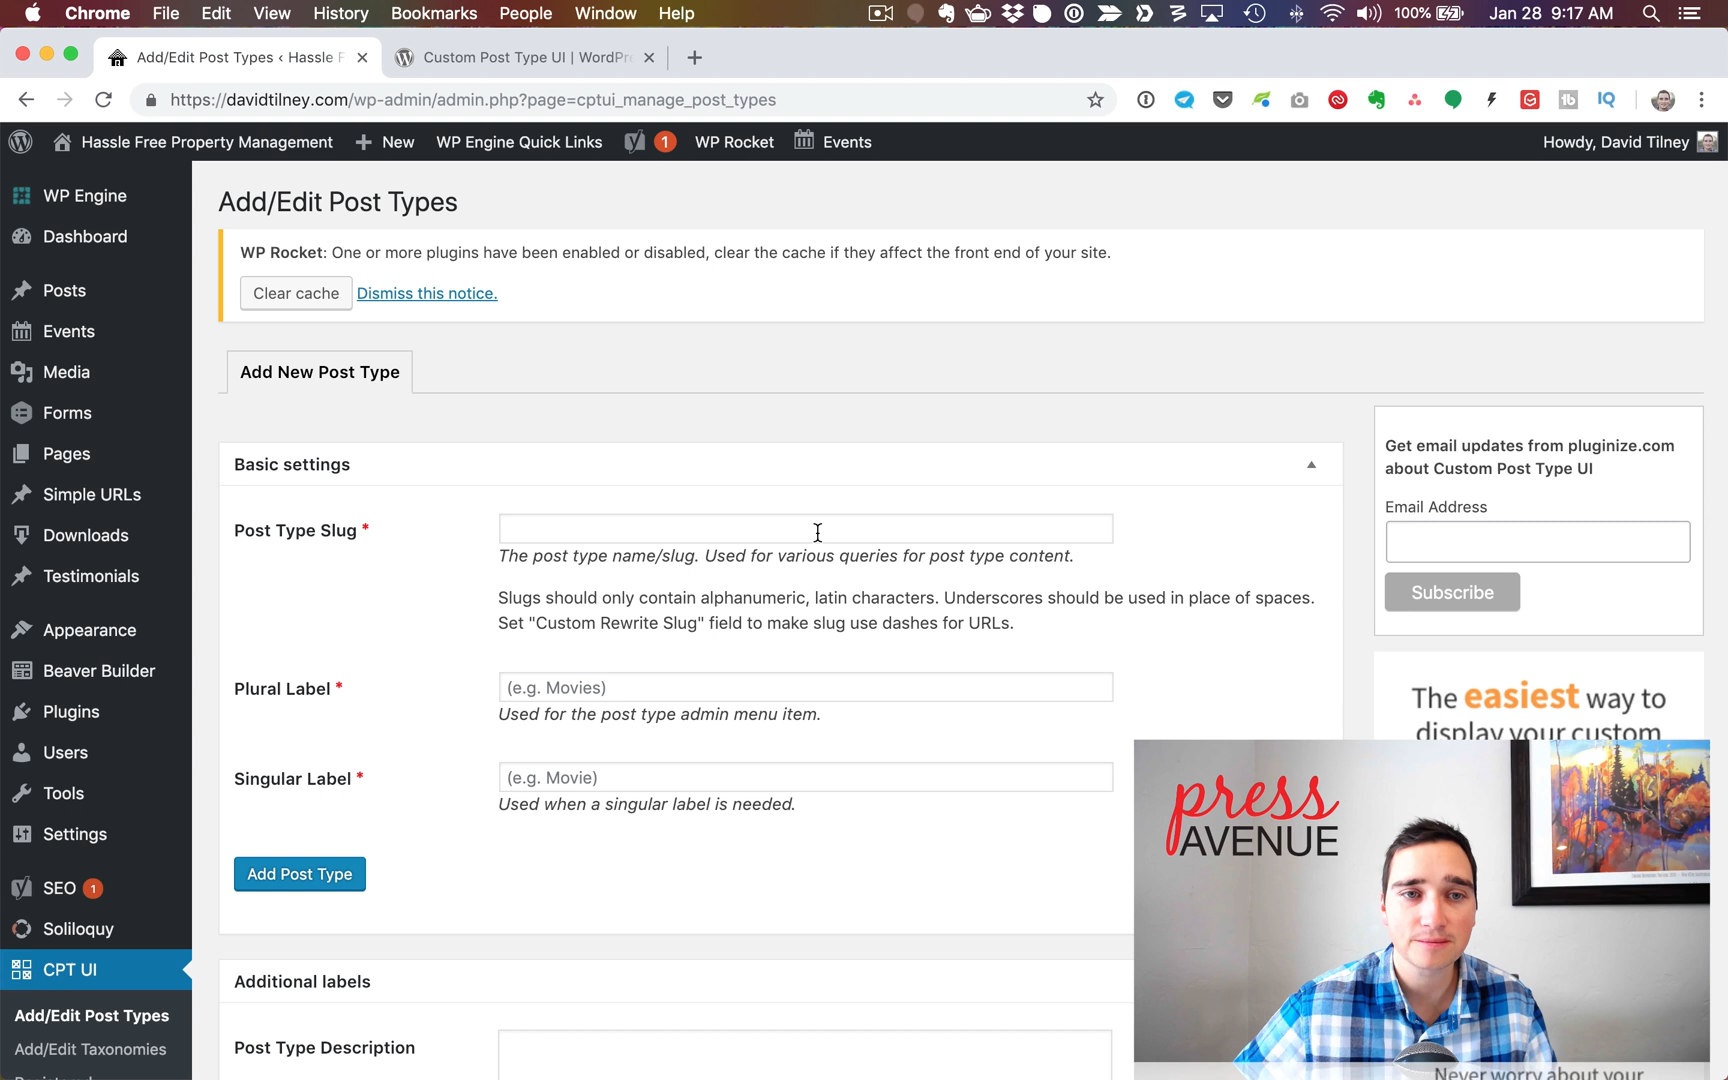 Chrome File Edit View History Bookmarks People Window Help 100% Jan 28 9:17 AM
Add/Edit Post Types ‹ Hassle F
Custom Post Type UI | WordPre
https://davidtilney.com/wp-admin/admin.php?page=cptui_manage_post_types
Hassle Free Property Management New WP Engine Quick Links 1 WP Rocket Events Howdy, David Tilney
WP Engine
Dashboard
Posts
Events
Media
Forms
Pages
Simple URLs
Downloads
Testimonials
Appearance
Beaver Builder
Plugins
Users
Tools
Settings
SEO 1
Soliloquy
CPT UI
Add/Edit Post Types
Add/Edit Taxonomies
Add/Edit Post Types
WP Rocket: One or more plugins have been enabled or disabled, clear the cache if they affect the front end of your site.
Clear cache Dismiss this notice.
Add New Post Type
Basic settings
Post Type Slug *
The post type name/slug. Used for various queries for post type content.
Slugs should only contain alphanumeric, latin characters. Underscores should be used in place of spaces.
Set "Custom Rewrite Slug" field to make slug use dashes for URLs.
Plural Label *
(e.g. Movies)
Used for the post type admin menu item.
Singular Label *
(e.g. Movie)
Used when a singular label is needed.
Add Post Type
Additional labels
Post Type Description
Get email updates from pluginize.com
about Custom Post Type UI
Email Address
Subscribe
The easiest way to
display your custom
press
AVENUE
Never worry about your